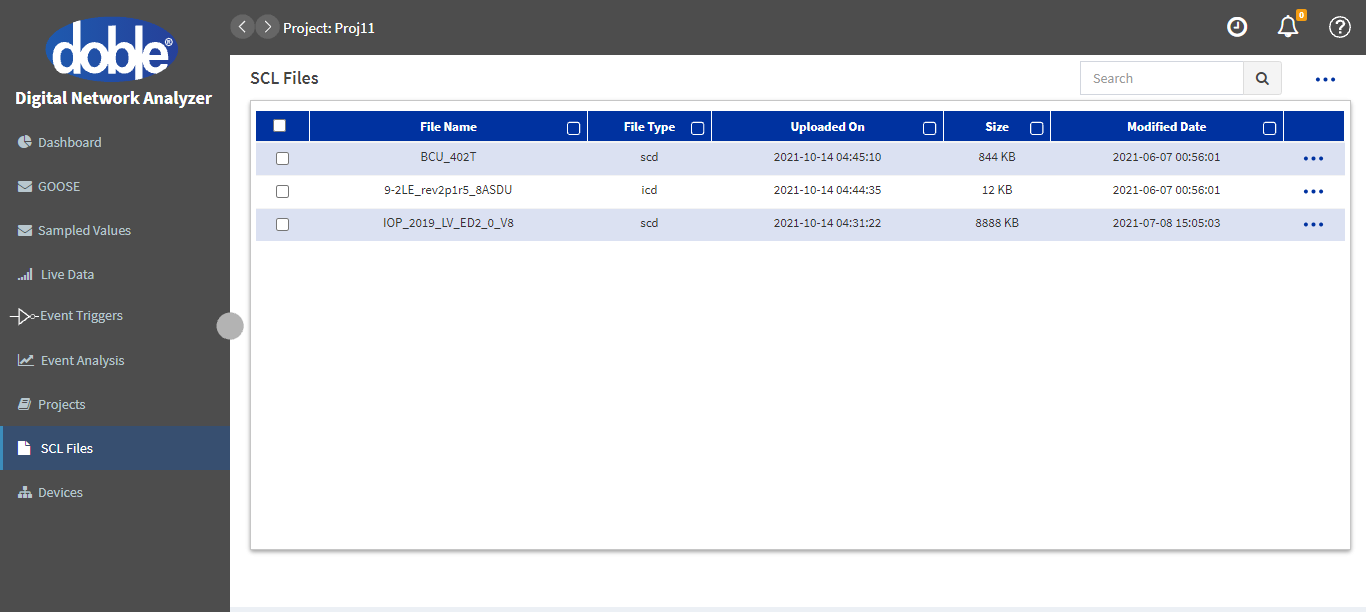 doble®
Digital Network Analyzer
Dashboard
GOOSE
Sampled Values
Live Data
Event Triggers
Event Analysis
Projects
SCL Files
Devices
Project: Proj11
0
SCL Files
Search
File Name File Type Uploaded On Size Modified Date
BCU_402T scd 2021-10-14 04:45:10 844 KB 2021-06-07 00:56:01
9-2LE_rev2p1r5_8ASDU icd 2021-10-14 04:44:35 12 KB 2021-06-07 00:56:01
IOP_2019_LV_ED2_0_V8 scd 2021-10-14 04:31:22 8888 KB 2021-07-08 15:05:03